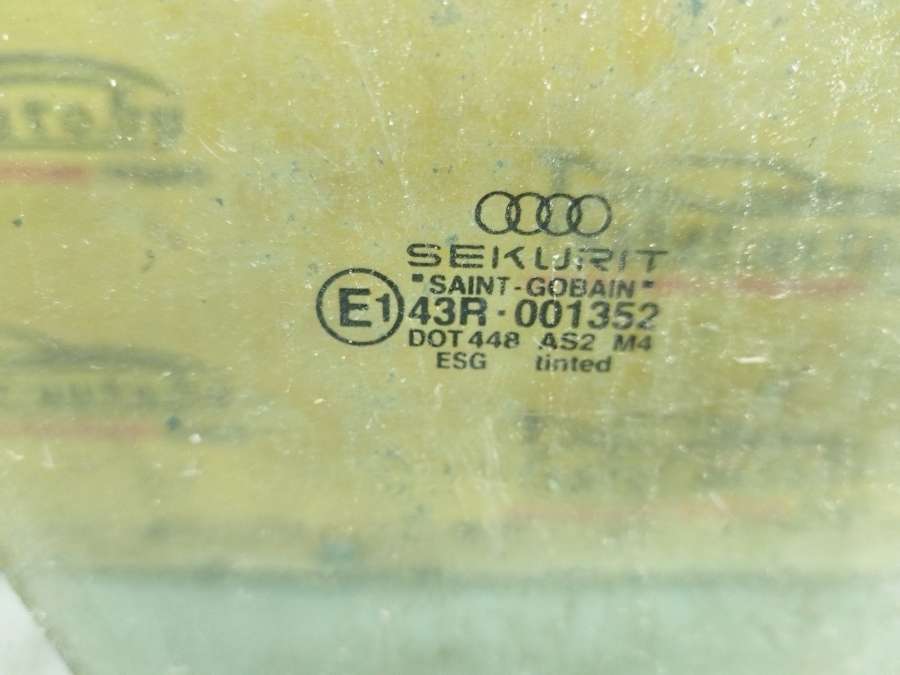 SEKURIT
"SAINT-GOBAIN"
E1 43R·001352
DOT 448 AS2 M4
ESG tinted